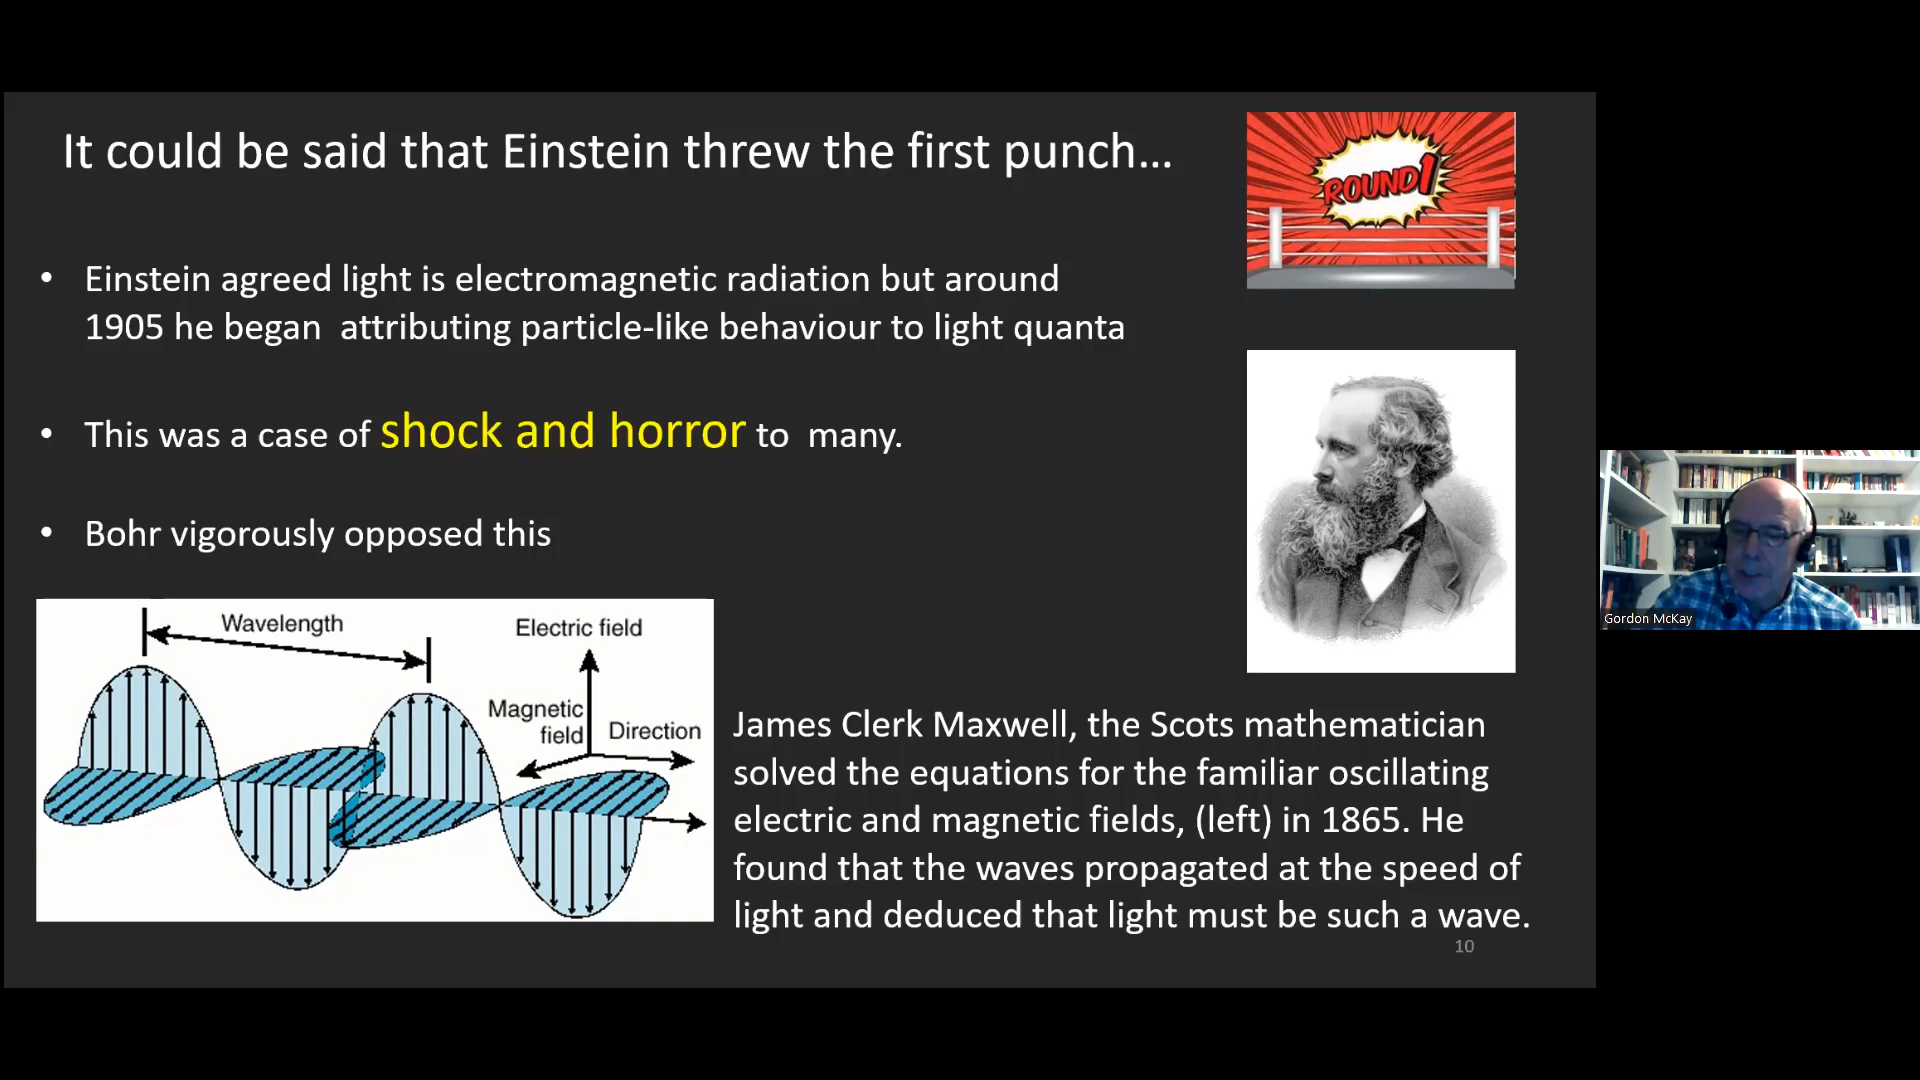 It could be said that Einstein threw the first punch...
ROUND 1
• Einstein agreed light is electromagnetic radiation but around
1905 he began  attributing particle-like behaviour to light quanta
• This was a case of shock and horror to  many.
• Bohr vigorously opposed this
Wavelength
Electric field
Magnetic
field
Direction
James Clerk Maxwell, the Scots mathematician
solved the equations for the familiar oscillating
electric and magnetic fields, (left) in 1865. He
found that the waves propagated at the speed of
light and deduced that light must be such a wave.
10
Gordon McKay